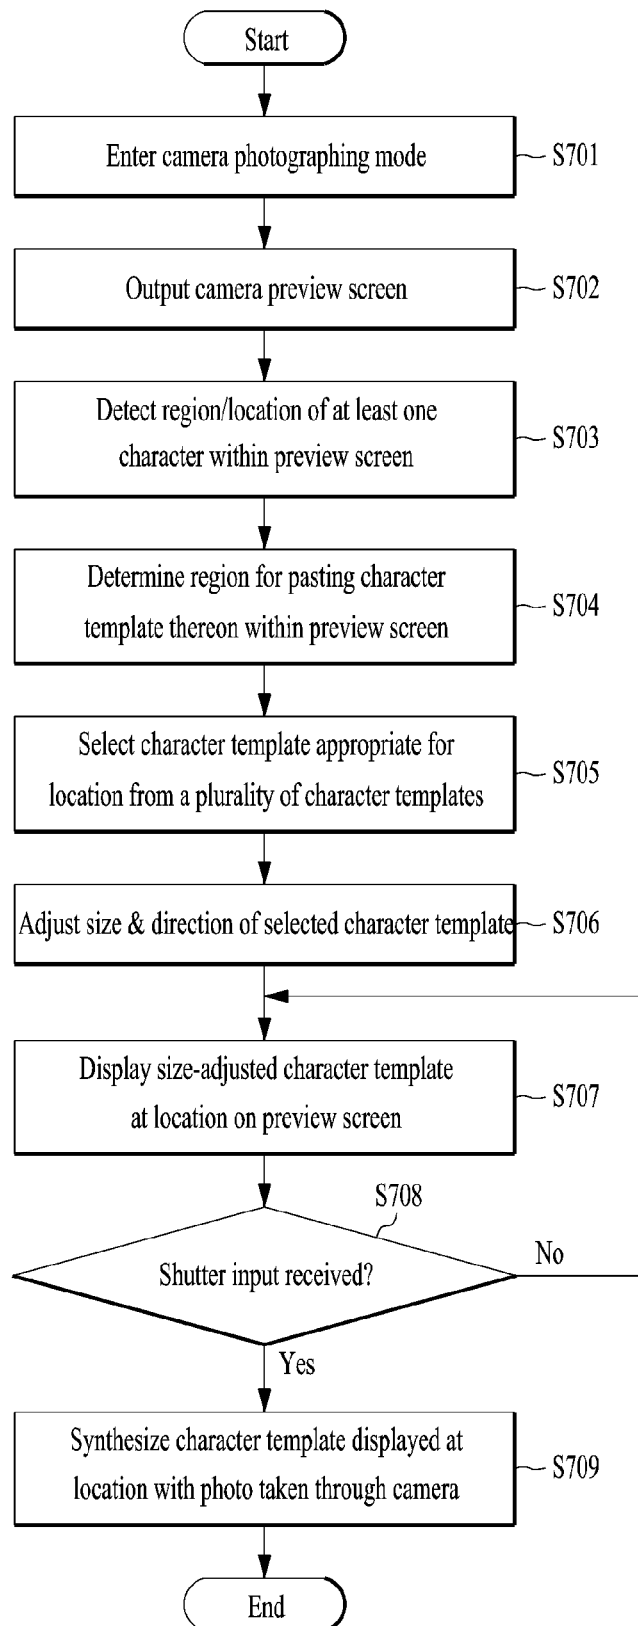 Start
Enter camera photographing mode
S701
Output camera preview screen
S702
Detect region/location of at least one
character within preview screen
S703
Determine region for pasting character
template thereon within preview screen
S704
Select character template appropriate for
location from a plurality of character templates
S705
Adjust size & direction of selected character template
S706
Display size-adjusted character template
at location on preview screen
S707
S708
Shutter input received?
No
Yes
Synthesize character template displayed at
location with photo taken through camera
S709
End